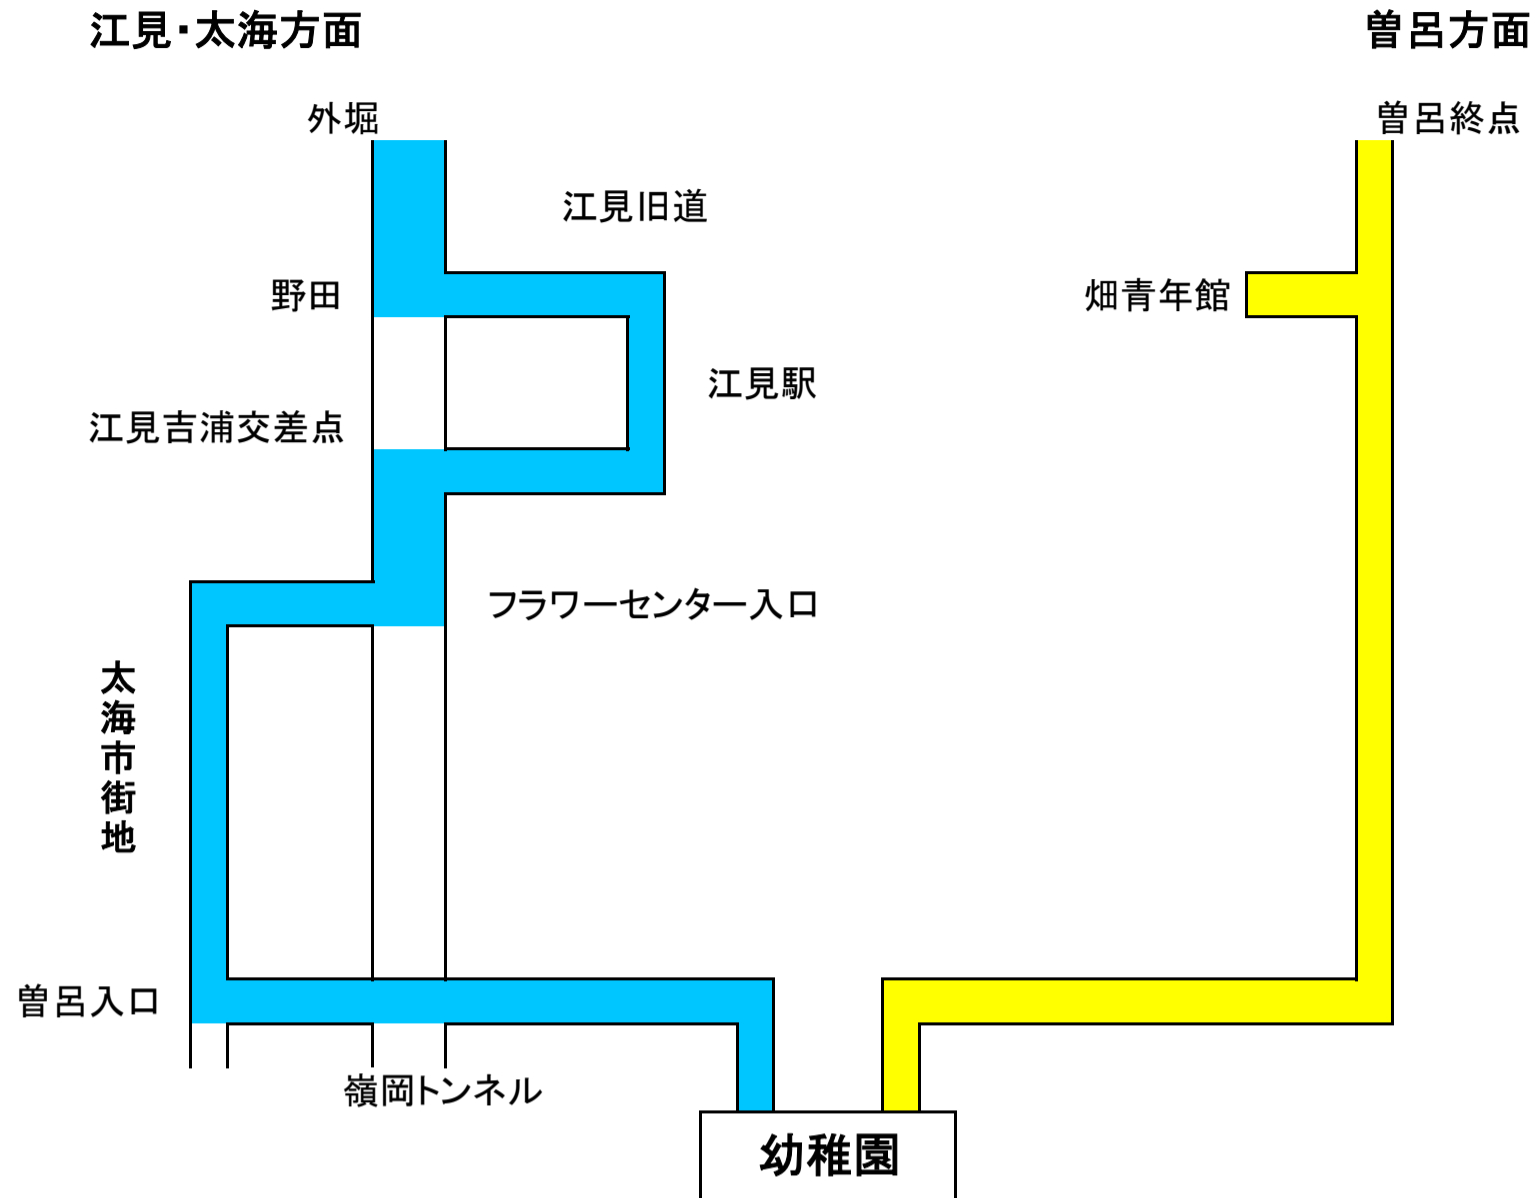 江見・太海方面
曽呂方面
外堀
曽呂終点
江見旧道
野田
畑青年館
江見駅
江見吉浦交差点
フラワーセンター入口
太海市街地
曽呂入口
嶺岡トンネル
幼稚園